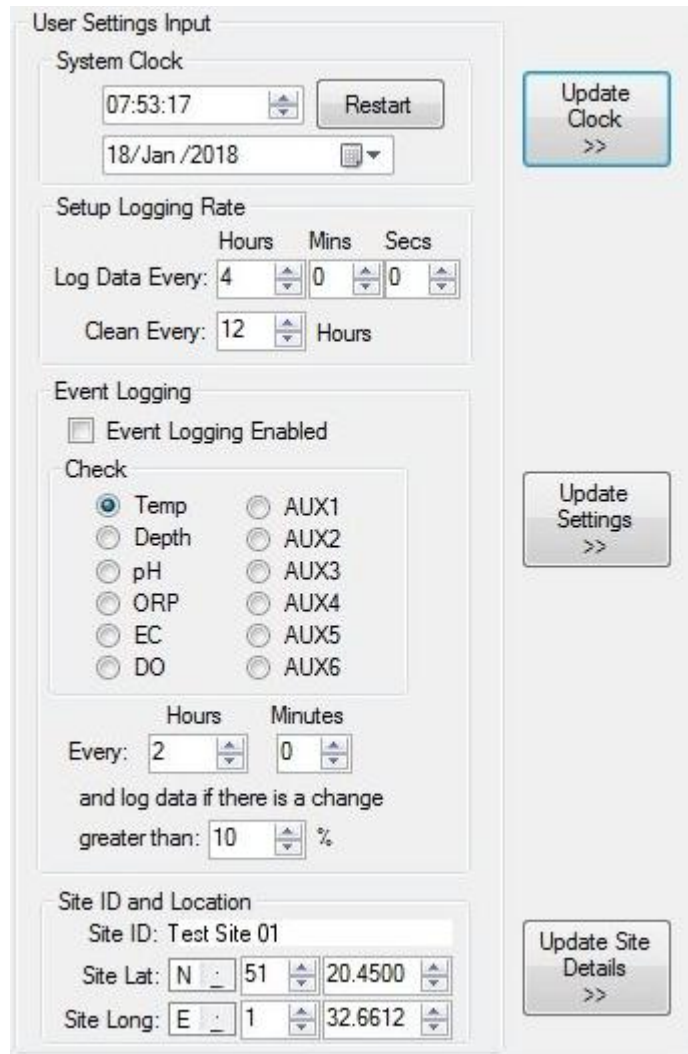 User Settings Input
System Clock
07:53:17 Restart
18/Jan /2018
Update
Clock
>>
Setup Logging Rate
Hours Mins Secs
Log Data Every: 4 0 0
Clean Every: 12 Hours
Event Logging
Event Logging Enabled
Check
Temp AUX1
Depth AUX2
pH AUX3
ORP AUX4
EC AUX5
DO AUX6
Update
Settings
>>
Hours Minutes
Every: 2 0
and log data if there is a change
greater than: 10 %
Site ID and Location
Site ID: Test Site 01
Site Lat: N 51 20.4500
Site Long: E 1 32.6612
Update Site
Details
>>